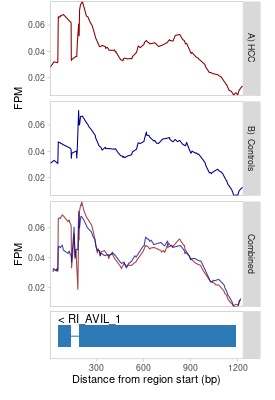 0.06
0.04
0.02
A) HCC
FPM
0.06
0.04
0.02
B) Controls
0.06
0.04
0.02
FPM
Combined
< RI_AVIL_1
300
600
900
1200
Distance from region start (bp)